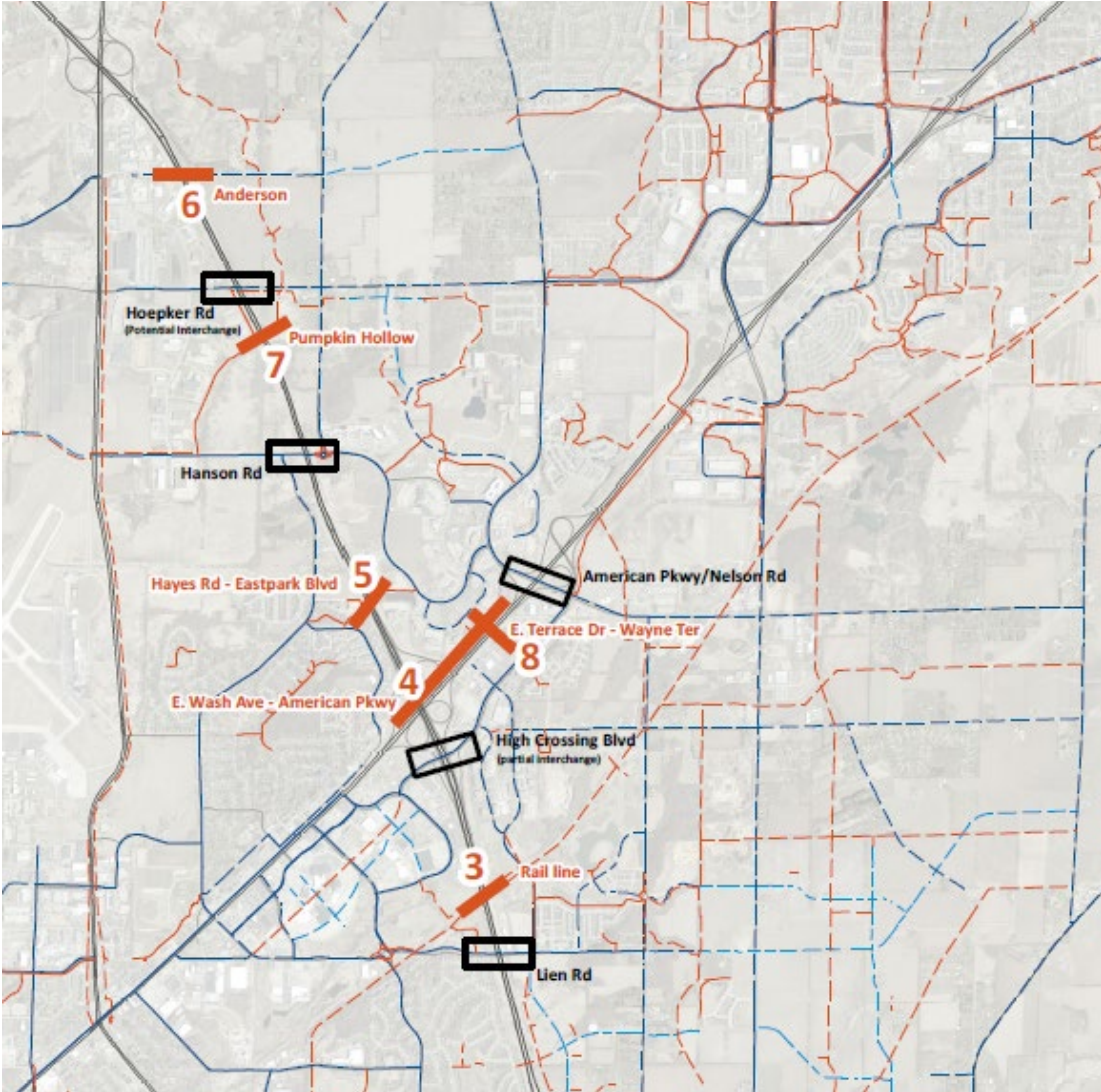 6
Anderson
Hoepker Rd
(Potential Interchange)
Pumpkin Hollow
7
Hanson Rd
Hayes Rd - Eastpark Blvd
5
American Pkwy/Nelson Rd
E. Terrace Dr - Wayne Ter
8
4
E. Wash Ave - American Pkwy
High Crossing Blvd
(partial interchange)
3
Rail line
Lien Rd